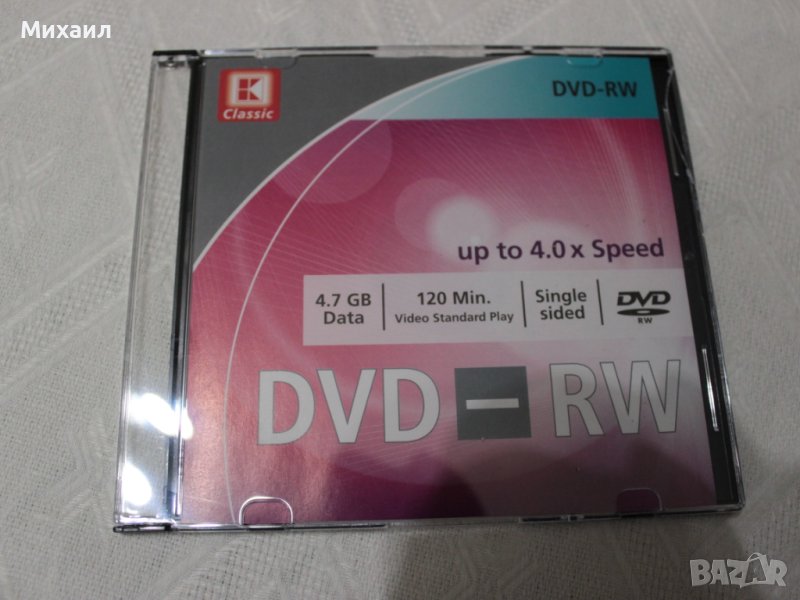 Михаил
K
Classic
DVD-RW
up to 4.0 x Speed
4.7 GB
Data
120 Min.
Video Standard Play
Single
sided
DVD
RW
DVD - RW
BAZAR